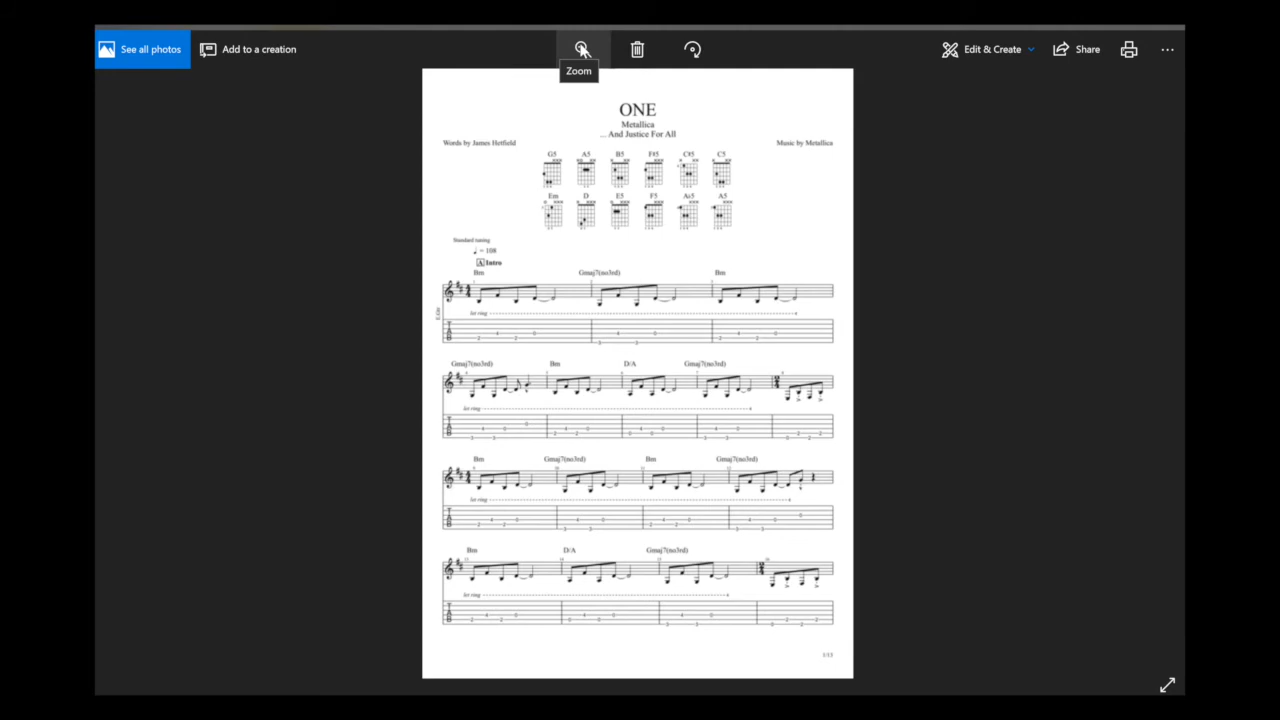 See all photos
Add to a creation
Edit & Create
Share
Zoom
ONE
Metallica
... And Justice For All
Words by James Hetfield
Music by Metallica
G5 A5 B5 F#5 C#5 C5
Em D E5 F5 A5
Standard tuning
= 108
A Intro
Bm Gmaj7(no3rd) Bm
let ring
Gmaj7(no3rd) Bm D/A Gmaj7(no3rd)
let ring
Bm Gmaj7(no3rd) Bm Gmaj7(no3rd)
let ring
Bm D/A Gmaj7(no3rd)
let ring
1/13